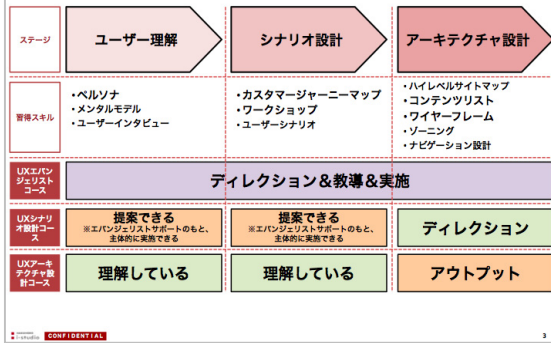 ステージ
ユーザー理解
シナリオ設計
アーキテクチャ設計
習得スキル
・ペルソナ
・メンタルモデル
・ユーザーインタビュー
・カスタマージャーニーマップ
・ワークショップ
・ユーザーシナリオ
・ハイレベルサイトマップ
・コンテンツリスト
・ワイヤーフレーム
・ゾーニング
・ナビゲーション設計
UXエバン
ジェリスト
コース
ディレクション&教導&実施
UXシナリ
オ設計コー
ス
提案できる
※エバンジェリストサポートのもと、
主体的に実施できる
提案できる
※エバンジェリストサポートのもと、
主体的に実施できる
ディレクション
UXアーキ
テクチャ設
計コース
理解している
理解している
アウトプット
i-studio
CONFIDENTIAL
3